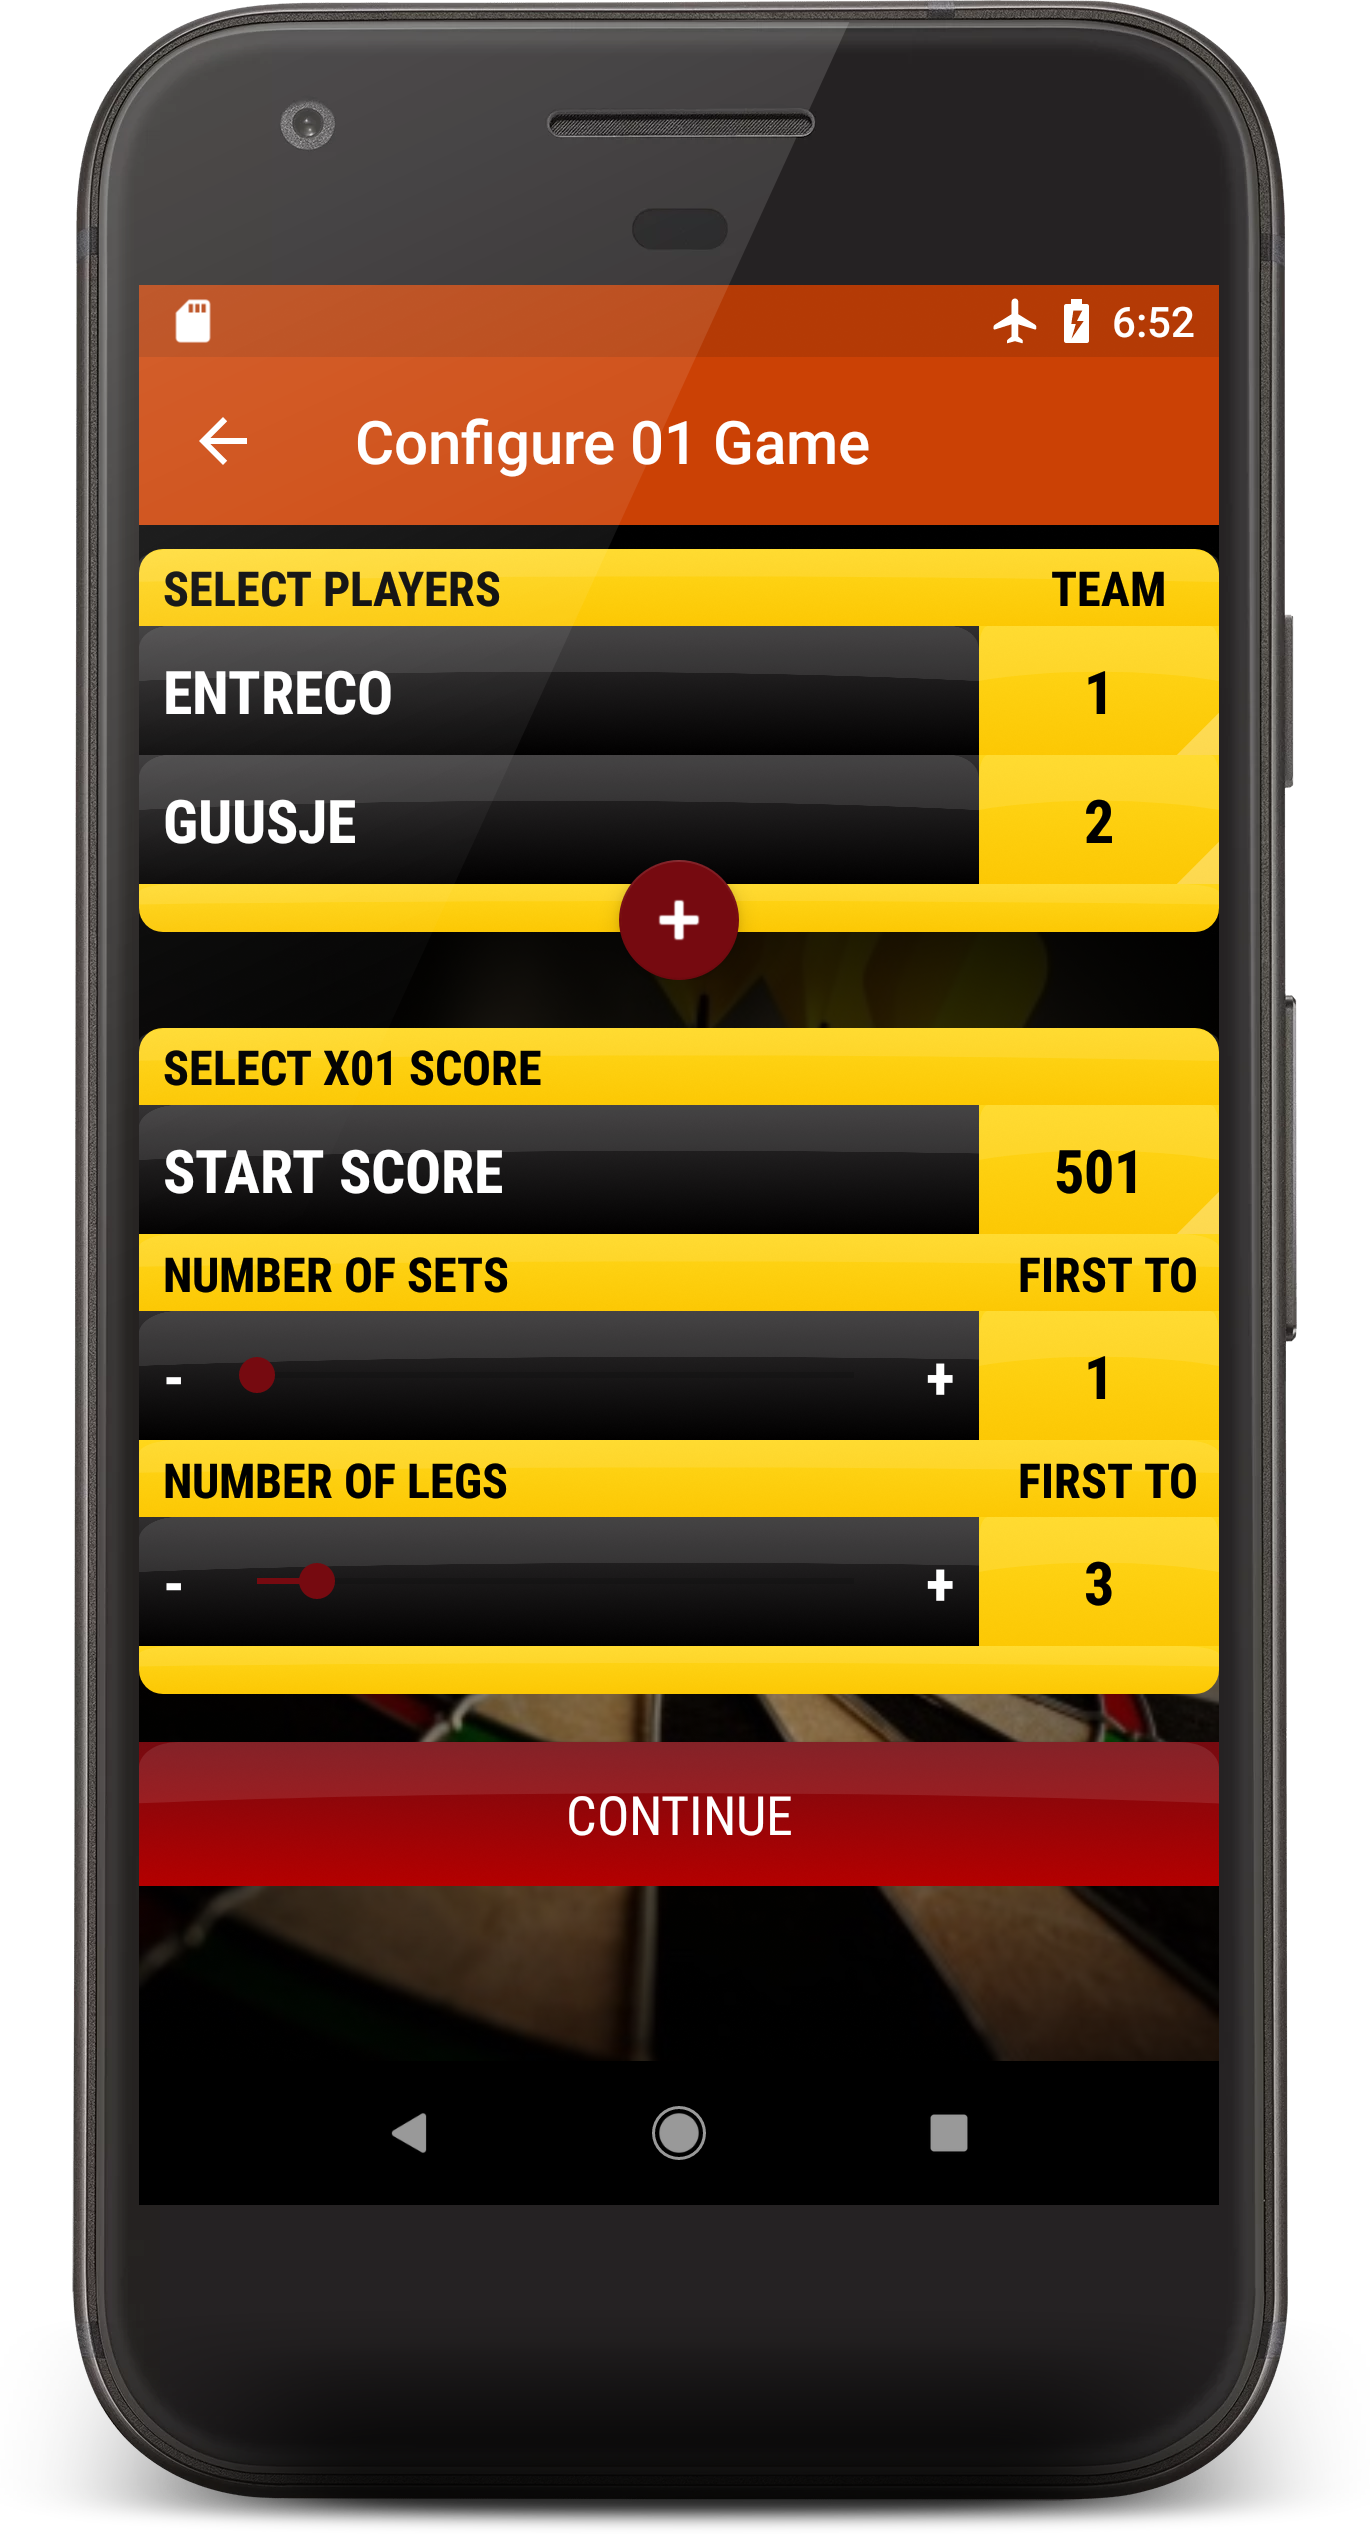 6:52
Configure 01 Game
SELECT PLAYERS TEAM
ENTRECO 1
GUUSJE 2
+
SELECT X01 SCORE
START SCORE 501
NUMBER OF SETS FIRST TO
- + 1
NUMBER OF LEGS FIRST TO
- + 3
CONTINUE